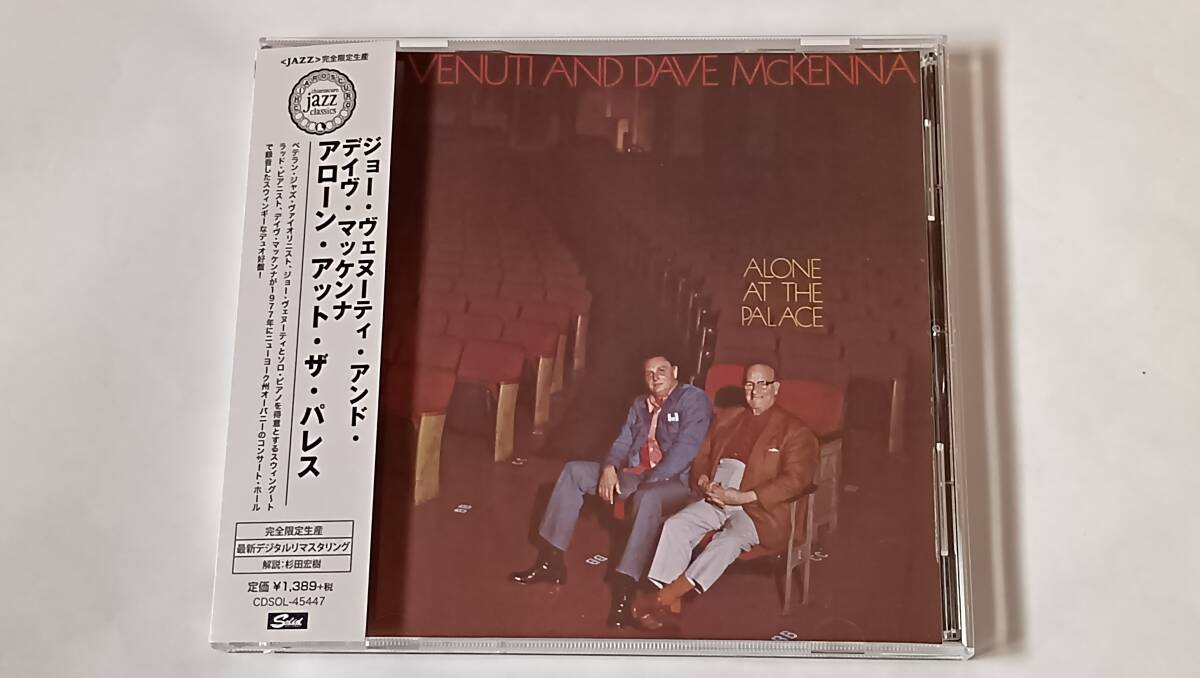 <JAZZ>完全限定生産
CHIAROSCURO
chiaroscuro
jazz
classics
ジョー・ヴェヌーティ・アンド・
デイヴ・マッケンナ
アローン・アット・ザ・パレス
ベテラン・ジャズ・ヴァイオリニスト、ジョー・ヴェヌーティとソロ・ピアノを得意とするスウィング〜ト
ラッド・ピアニスト、デイヴ・マッケンナが1977年にニューヨーク州オーバニーのコンサート・ホール
で録音したスウィンギーなデュオ好盤！
完全限定生産
最新デジタルリマスタリング
解説:杉田宏樹
定価 ¥1,389+税
CDSOL-45447
Solid
VENUTI AND DAVE McKENNA
ALONE
AT THE
PALACE